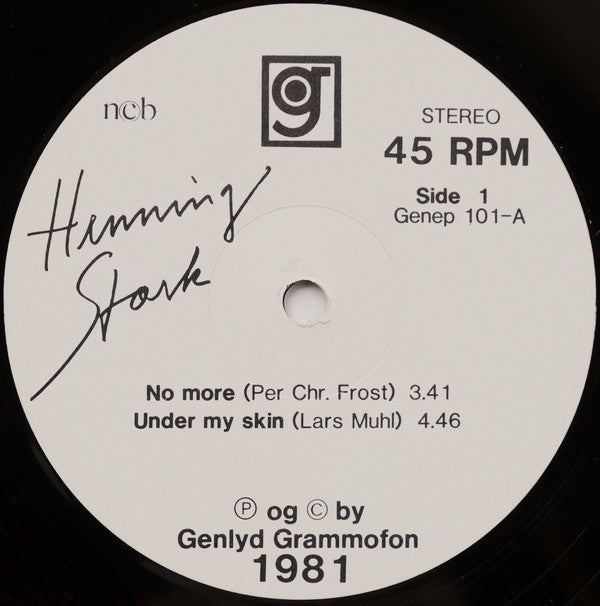 ncb
g
STEREO
45 RPM
Side 1
Genep 101-A
Henning
Stærk
No more (Per Chr. Frost) 3.41
Under my skin (Lars Muhl) 4.46
Ⓟ og © by
Genlyd Grammofon
1981